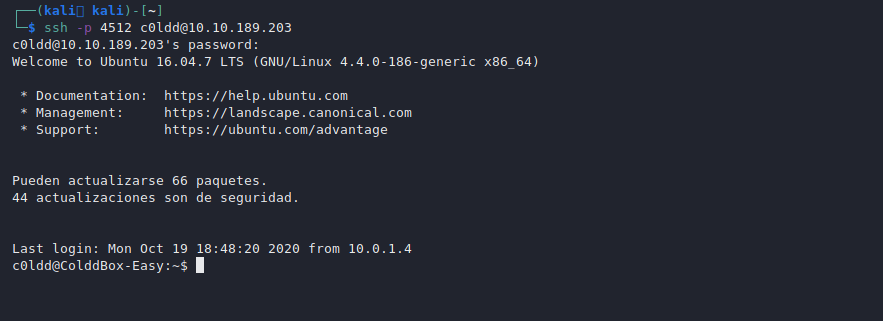 ┌──(kali㉿kali)-[~]
└─$ ssh -p 4512 c0ldd@10.10.189.203
c0ldd@10.10.189.203's password:
Welcome to Ubuntu 16.04.7 LTS (GNU/Linux 4.4.0-186-generic x86_64)
* Documentation:  https://help.ubuntu.com
* Management:     https://landscape.canonical.com
* Support:        https://ubuntu.com/advantage
Pueden actualizarse 66 paquetes.
44 actualizaciones son de seguridad.
Last login: Mon Oct 19 18:48:20 2020 from 10.0.1.4
c0ldd@ColddBox-Easy:~$